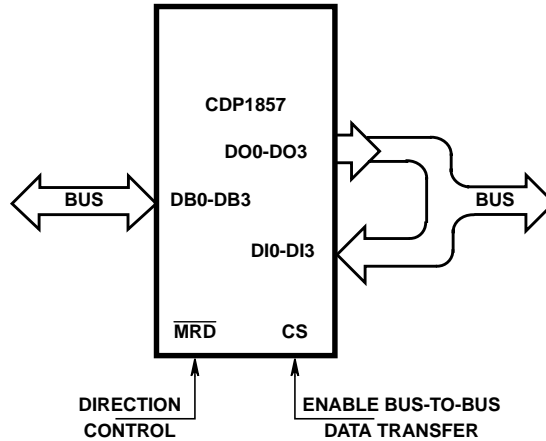 CDP1857
DO0-DO3
BUS
DB0-DB3
BUS
DI0-DI3
MRD
CS
DIRECTION
CONTROL
ENABLE BUS-TO-BUS
DATA TRANSFER